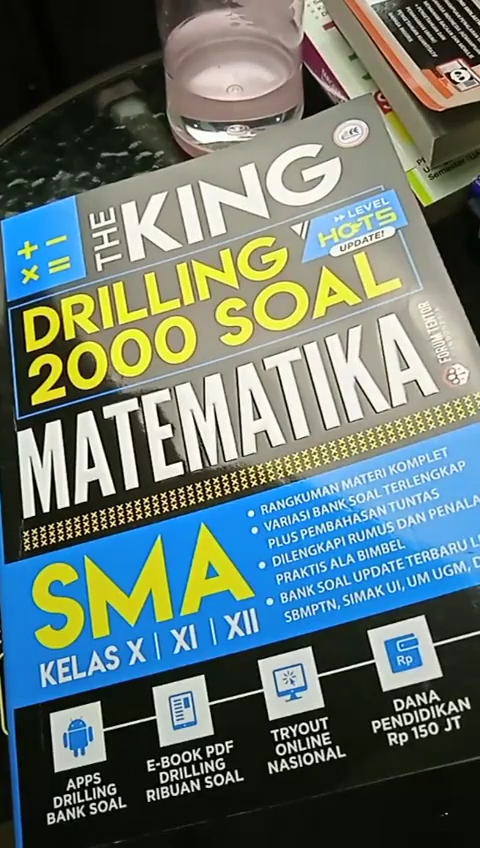 THE KING
LEVEL
HOTS
UPDATE!
DRILLING
2000 SOAL
FORUM TENTOR
MATEMATIKA
SMA
KELAS X | XI | XII
• RANGKUMAN MATERI KOMPLET
• VARIASI BANK SOAL TERLENGKAP
PLUS PEMBAHASAN TUNTAS
• DILENGKAPI RUMUS DAN
PRAKTIS ALA BIMBEL
• BANK SOAL UPDATE TERBARU
SBMPTN, SIMAK UI, UM UGM,
APPS
DRILLING
BANK SOAL
E-BOOK PDF
DRILLING
RIBUAN SOAL
TRYOUT
ONLINE
NASIONAL
Rp
DANA
PENDIDIKAN
Rp 150 JT